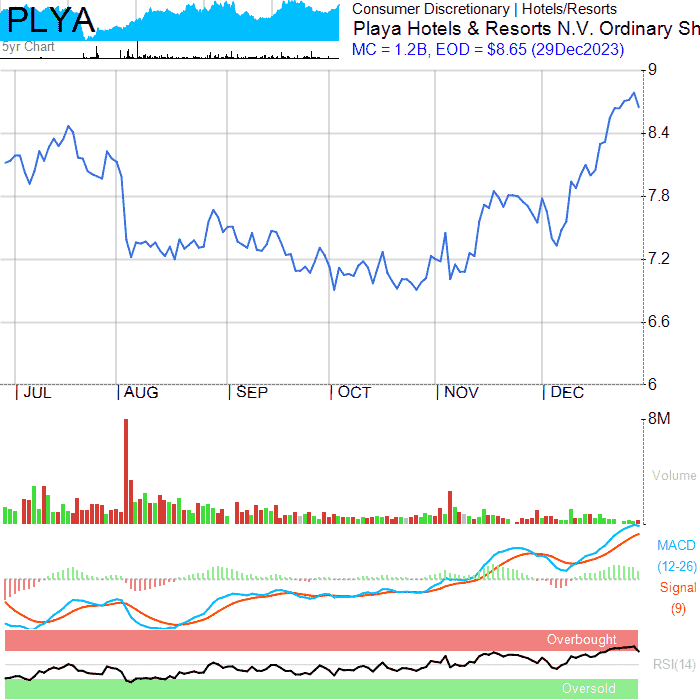 PLYA
5yr Chart
Consumer Discretionary | Hotels/Resorts
Playa Hotels & Resorts N.V. Ordinary Sh
MC = 1.2B, EOD = $8.65 (29Dec2023)
9
8.4
7.8
7.2
6.6
6
JUL AUG SEP OCT NOV DEC
8M
Volume
MACD
(12-26)
Signal
(9)
Overbought
RSI(14)
Oversold